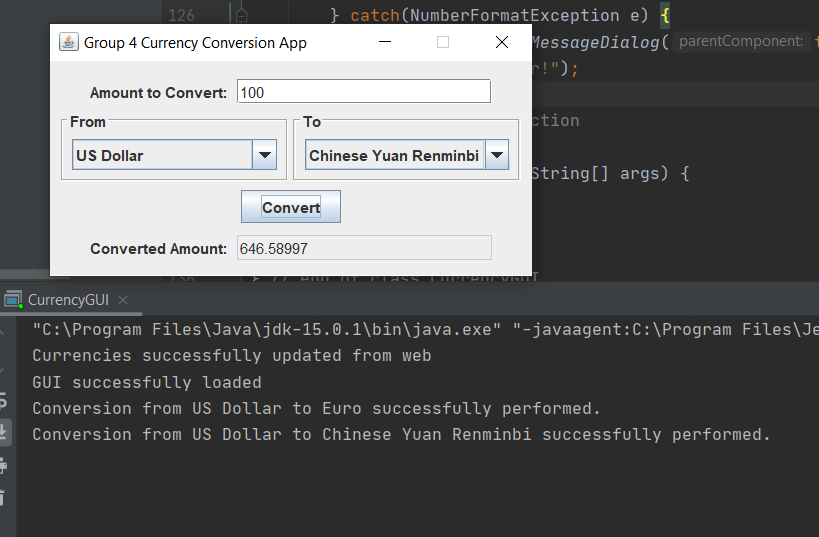 126 } catch(NumberFormatException e) {
MessageDialog( parentComponent:
r!");
ction
String[] args) {
Group 4 Currency Conversion App
Amount to Convert: 100
From To
US Dollar Chinese Yuan Renminbi
Convert
Converted Amount: 646.58997
CurrencyGUI
"C:\Program Files\Java\jdk-15.0.1\bin\java.exe" "-javaagent:C:\Program Files\Je
Currencies successfully updated from web
GUI successfully loaded
Conversion from US Dollar to Euro successfully performed.
Conversion from US Dollar to Chinese Yuan Renminbi successfully performed.